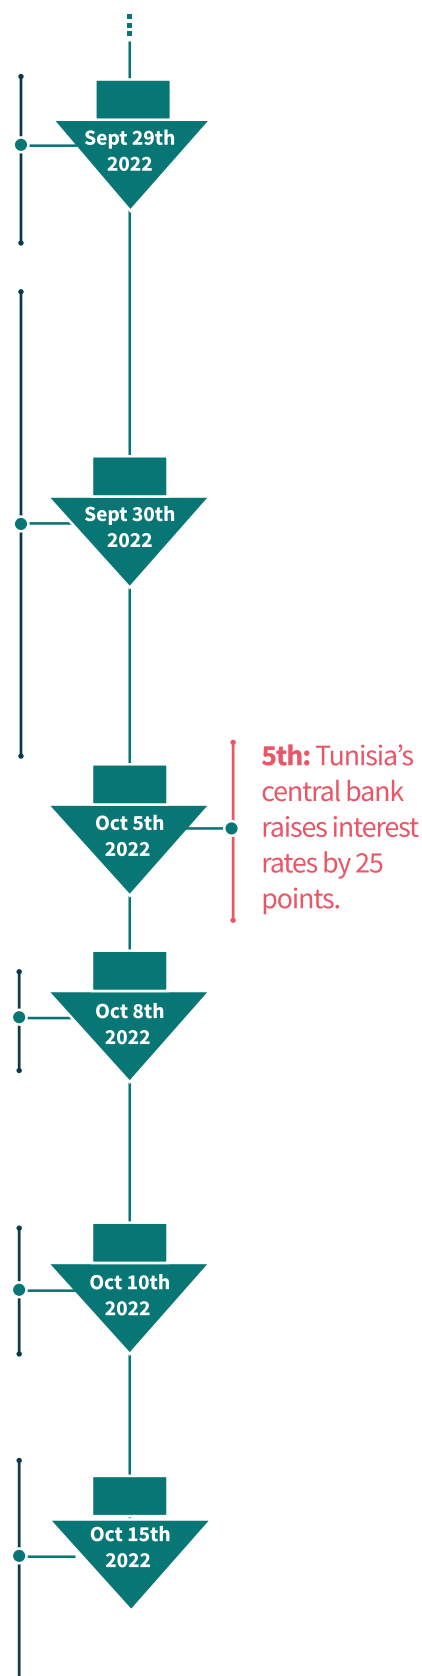 Sept 29th
2022
Sept 30th
2022
5th: Tunisia’s
central bank
raises interest
rates by 25
points.
Oct 5th
2022
Oct 8th
2022
Oct 10th
2022
Oct 15th
2022